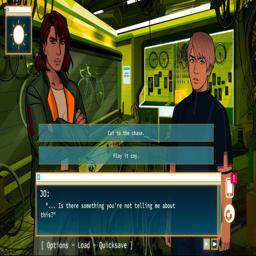 Cut to the chase.
Play it coy.
JO:
"... Is there something you're not telling me about
this?"
[ Options - Load - Quicksave ]